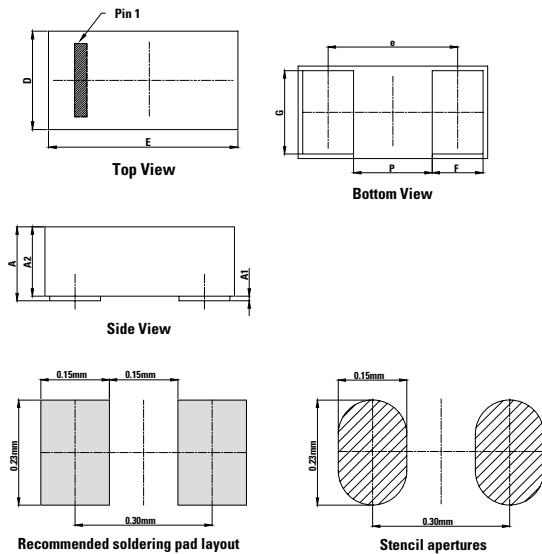 Pin 1
D
E
Top View
e
G
P
F
Bottom View
A
A2
A1
Side View
0.15mm
0.15mm
0.23mm
0.30mm
Recommended soldering pad layout
0.15mm
0.23mm
0.30mm
Stencil apertures